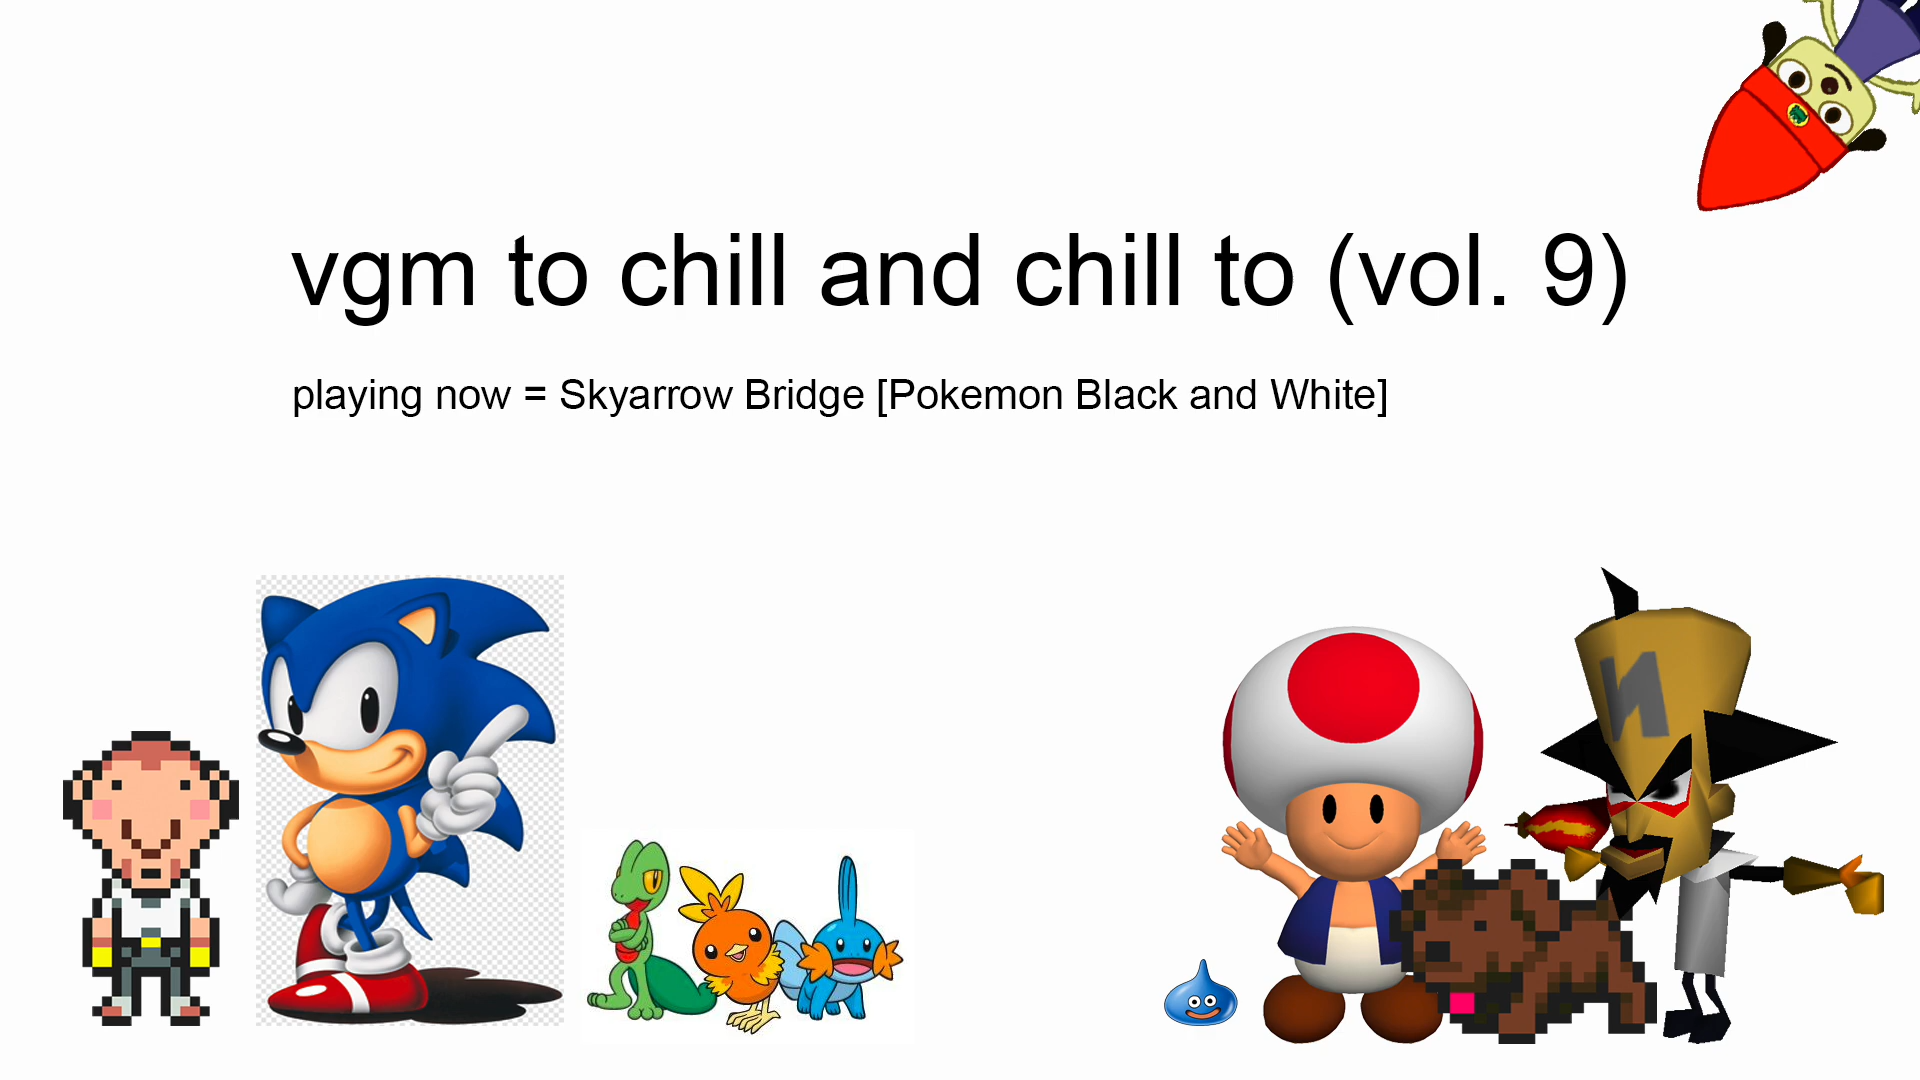 vgm to chill and chill to (vol. 9)
playing now = Skyarrow Bridge [Pokemon Black and White]
N